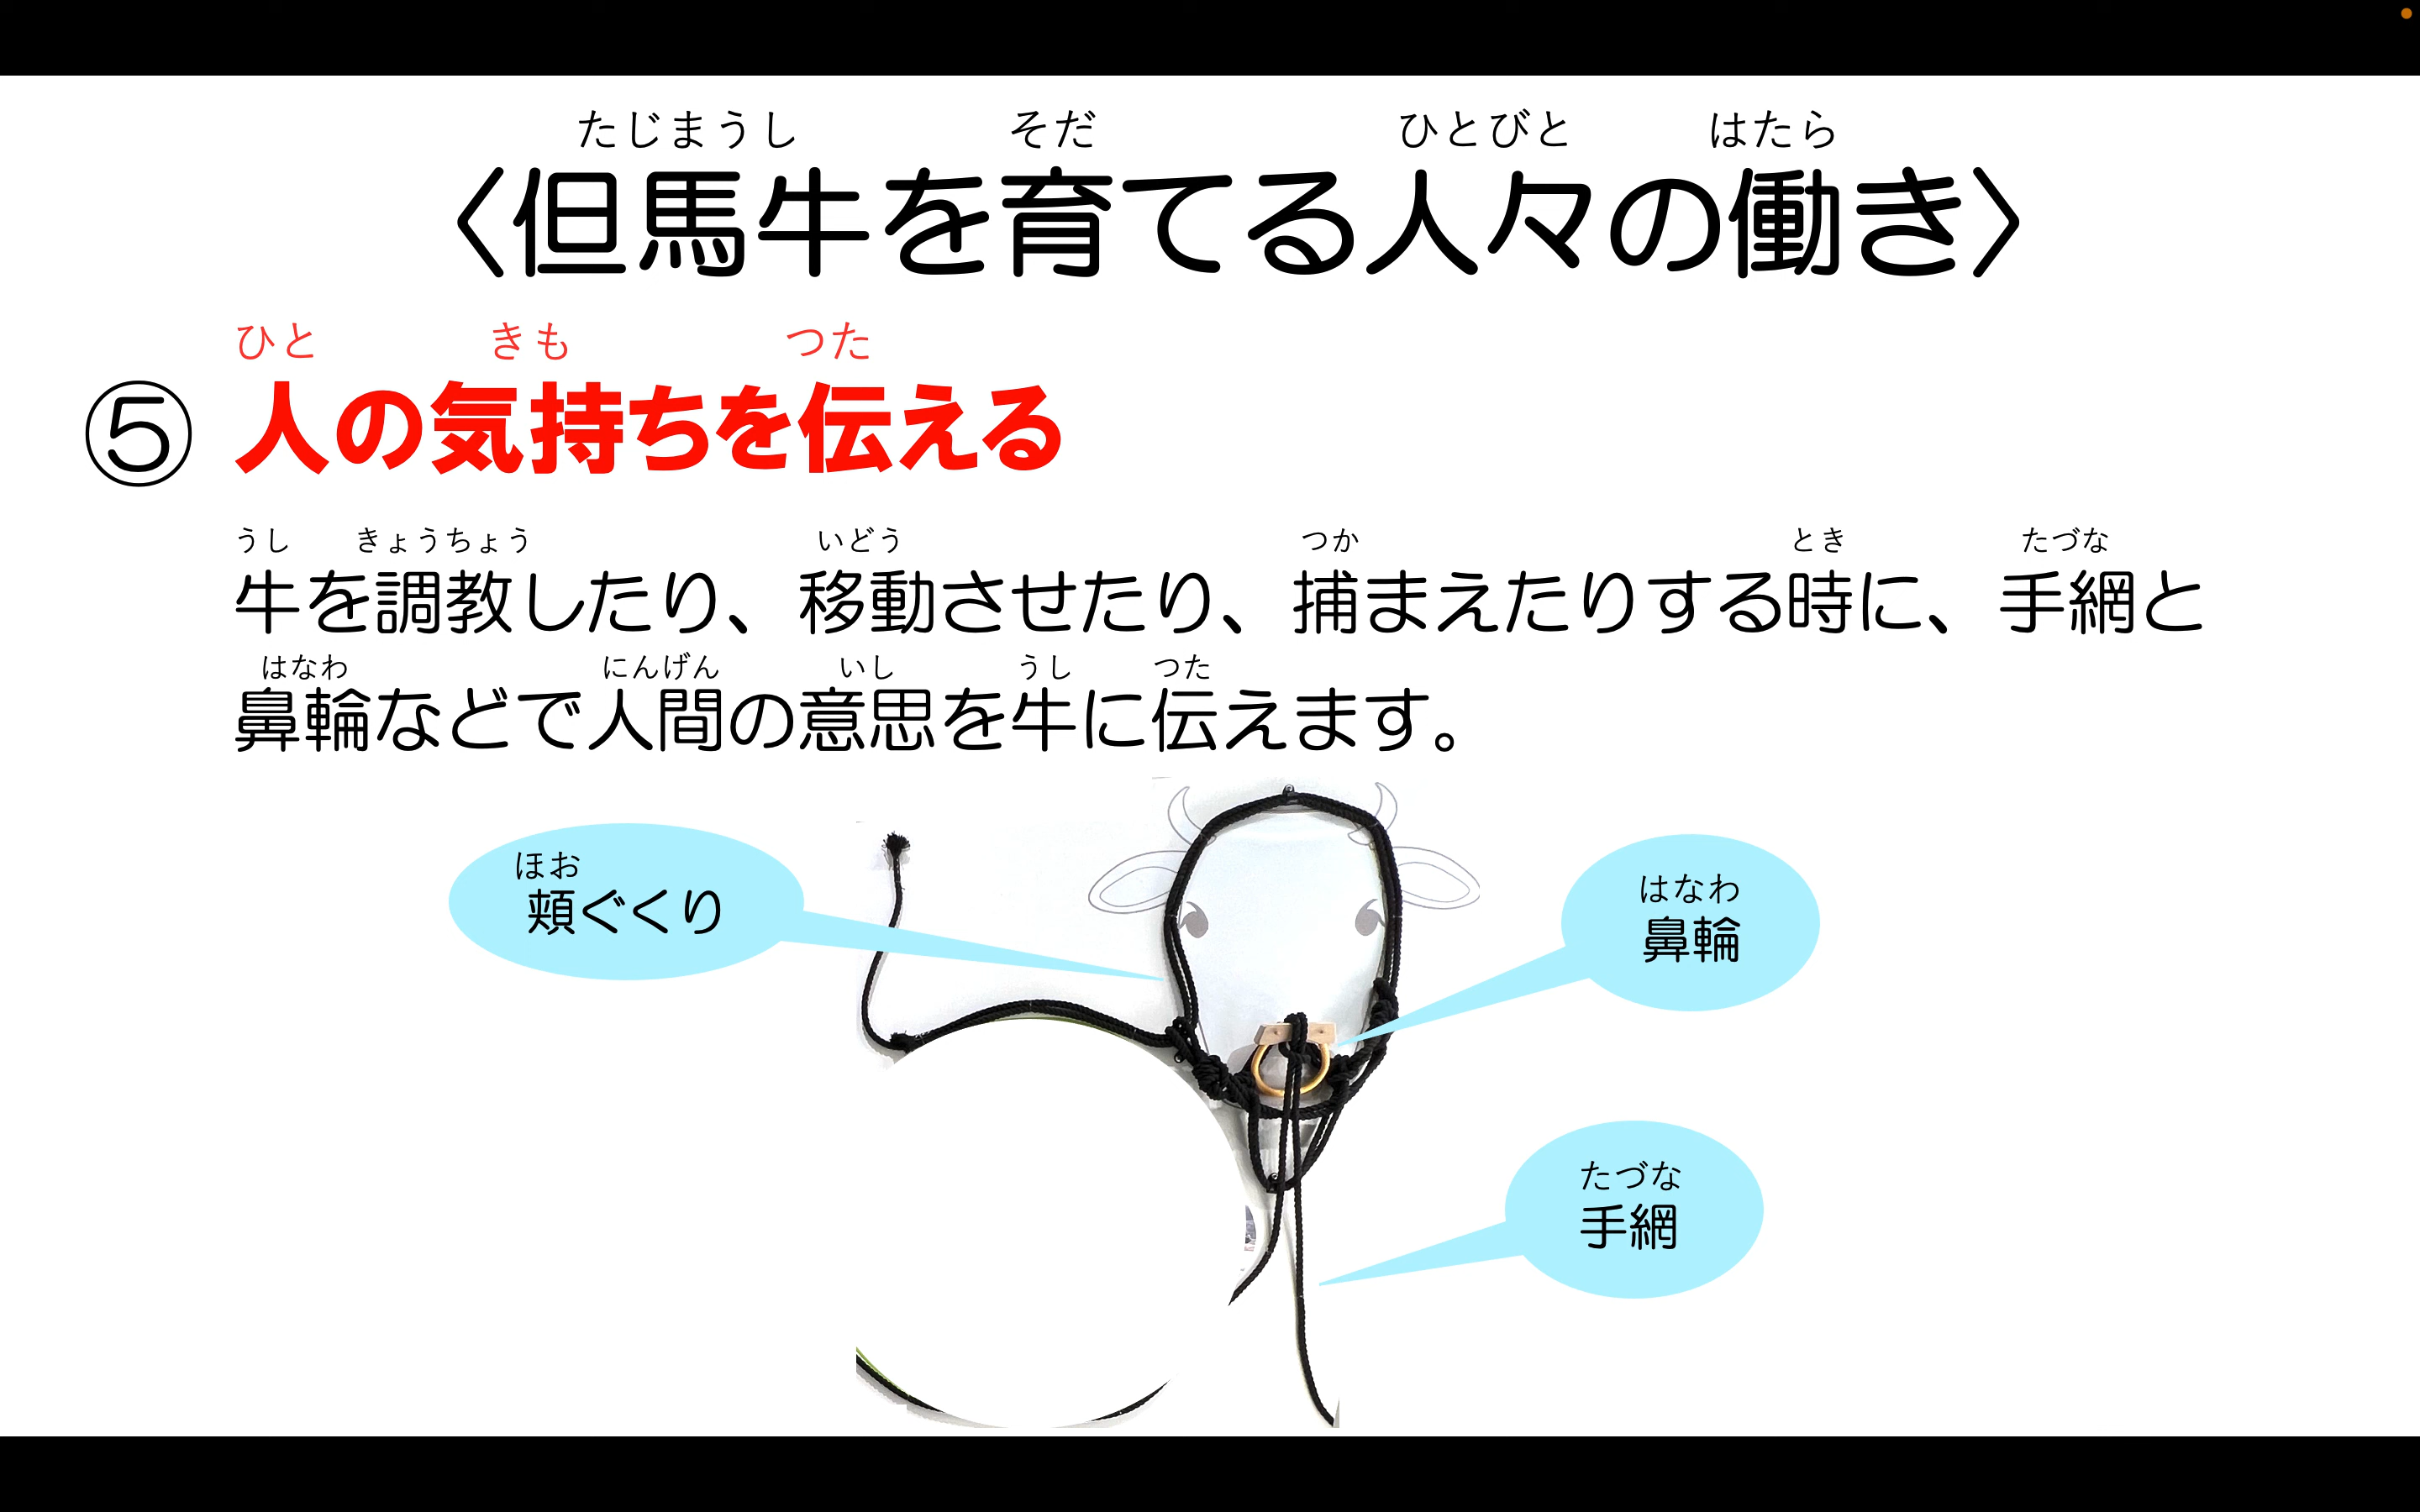 たじまうし そだ ひとびと はたら
〈但馬牛を育てる人々の働き〉
ひと きも つた
⑤ 人の気持ちを伝える
うし きょうちょう いどう つか とき たづな
牛を調教したり、移動させたり、捕まえたりする時に、手網と
はなわ にんげん いし うし つた
鼻輪などで人間の意思を牛に伝えます。
ほお
頬ぐくり
はなわ
鼻輪
たづな
手網